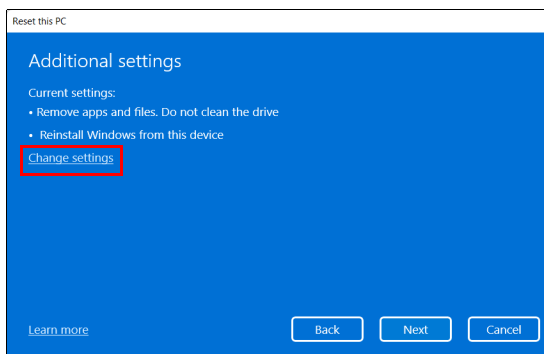 Reset this PC
Additional settings
Current settings:
• Remove apps and files. Do not clean the drive
• Reinstall Windows from this device
Change settings
Learn more
Back
Next
Cancel